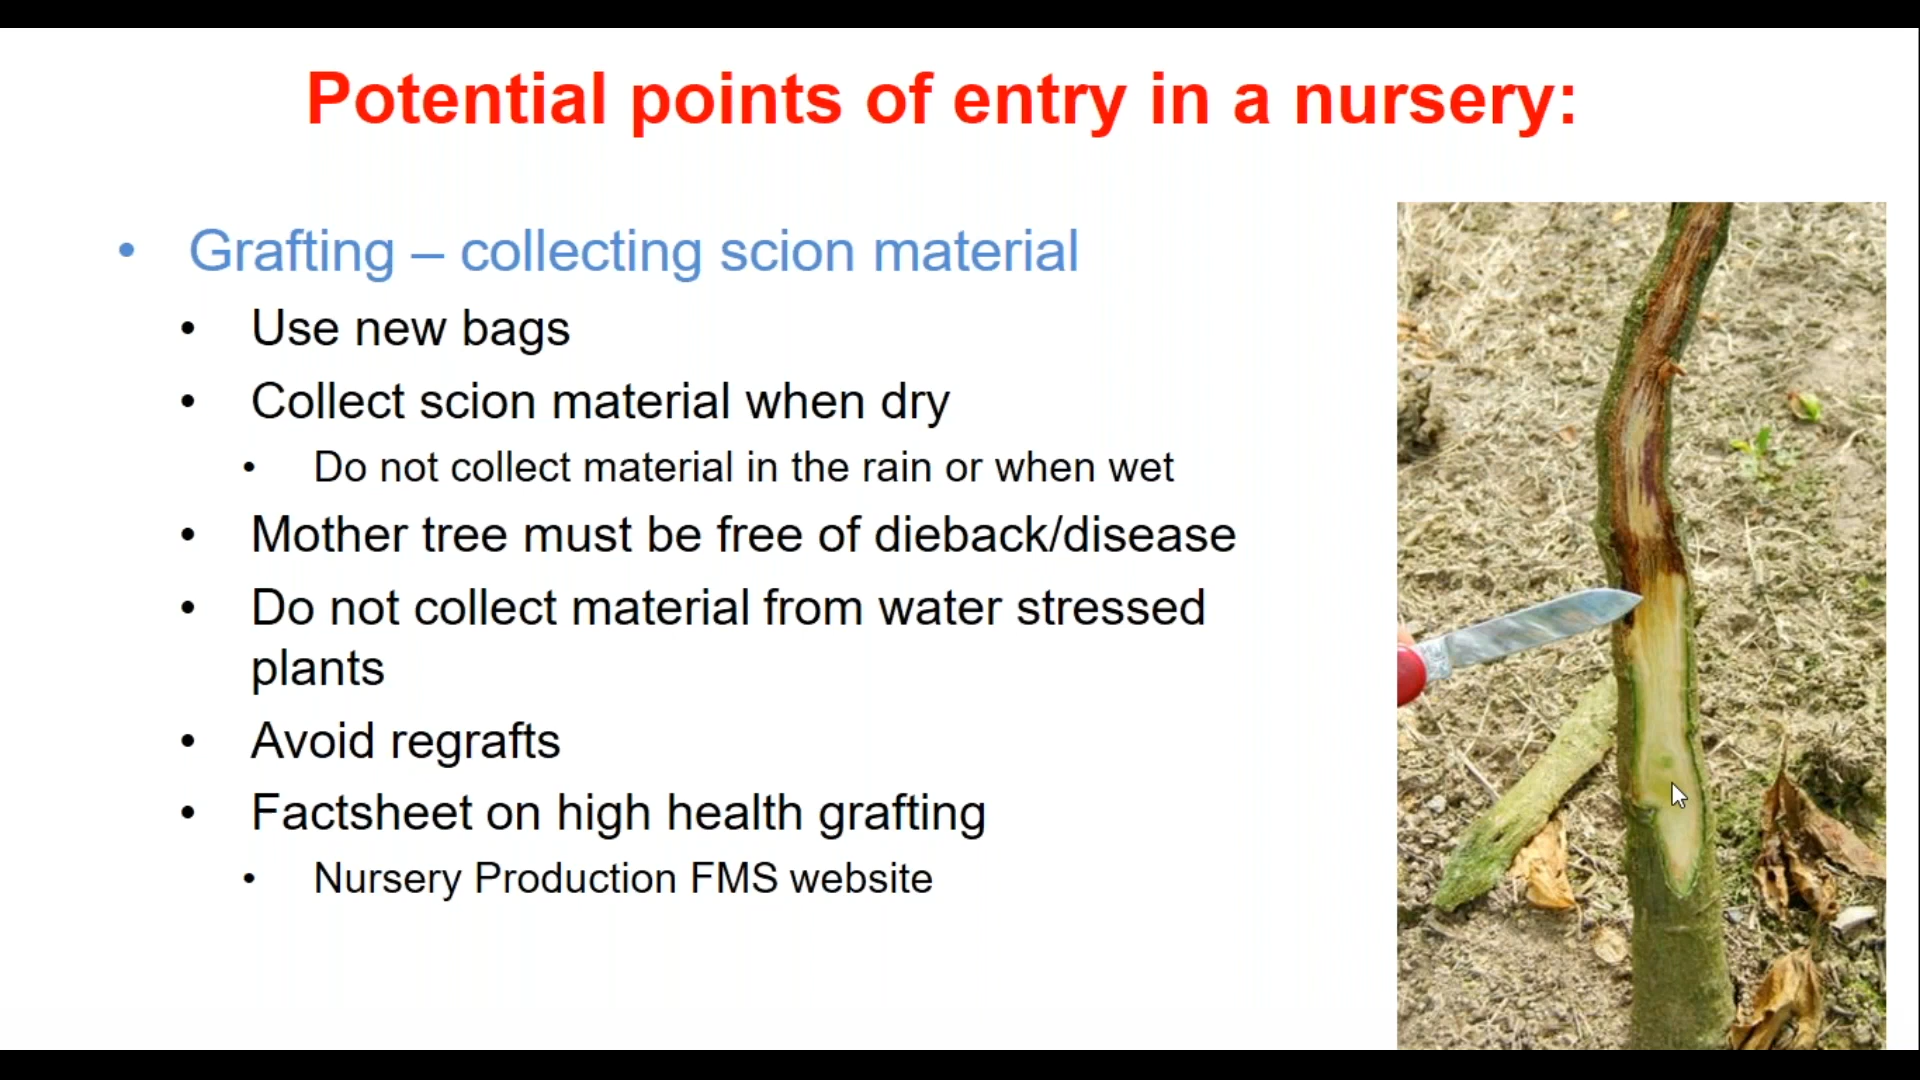 Potential points of entry in a nursery:
• Grafting – collecting scion material
• Use new bags
• Collect scion material when dry
• Do not collect material in the rain or when wet
• Mother tree must be free of dieback/disease
• Do not collect material from water stressed
plants
• Avoid regrafts
• Factsheet on high health grafting
• Nursery Production FMS website